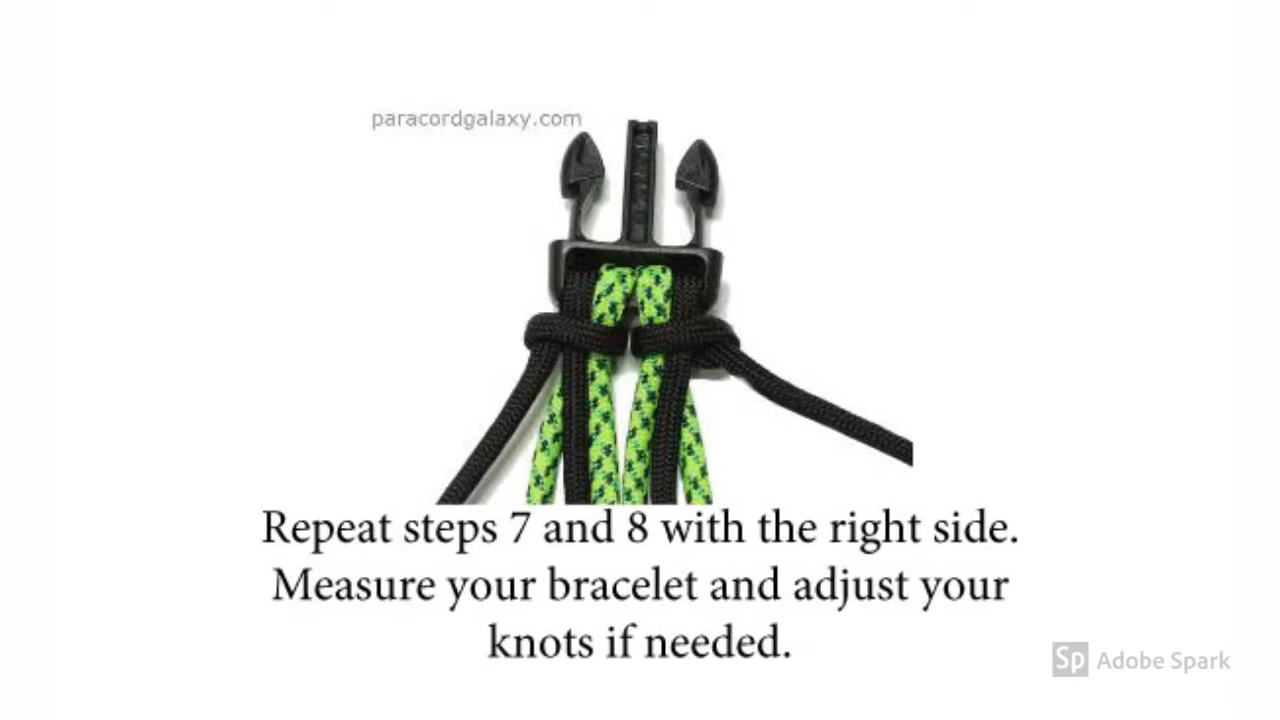 paracordgalaxy.com
Repeat steps 7 and 8 with the right side.
Measure your bracelet and adjust your
knots if needed.
Sp Adobe Spark